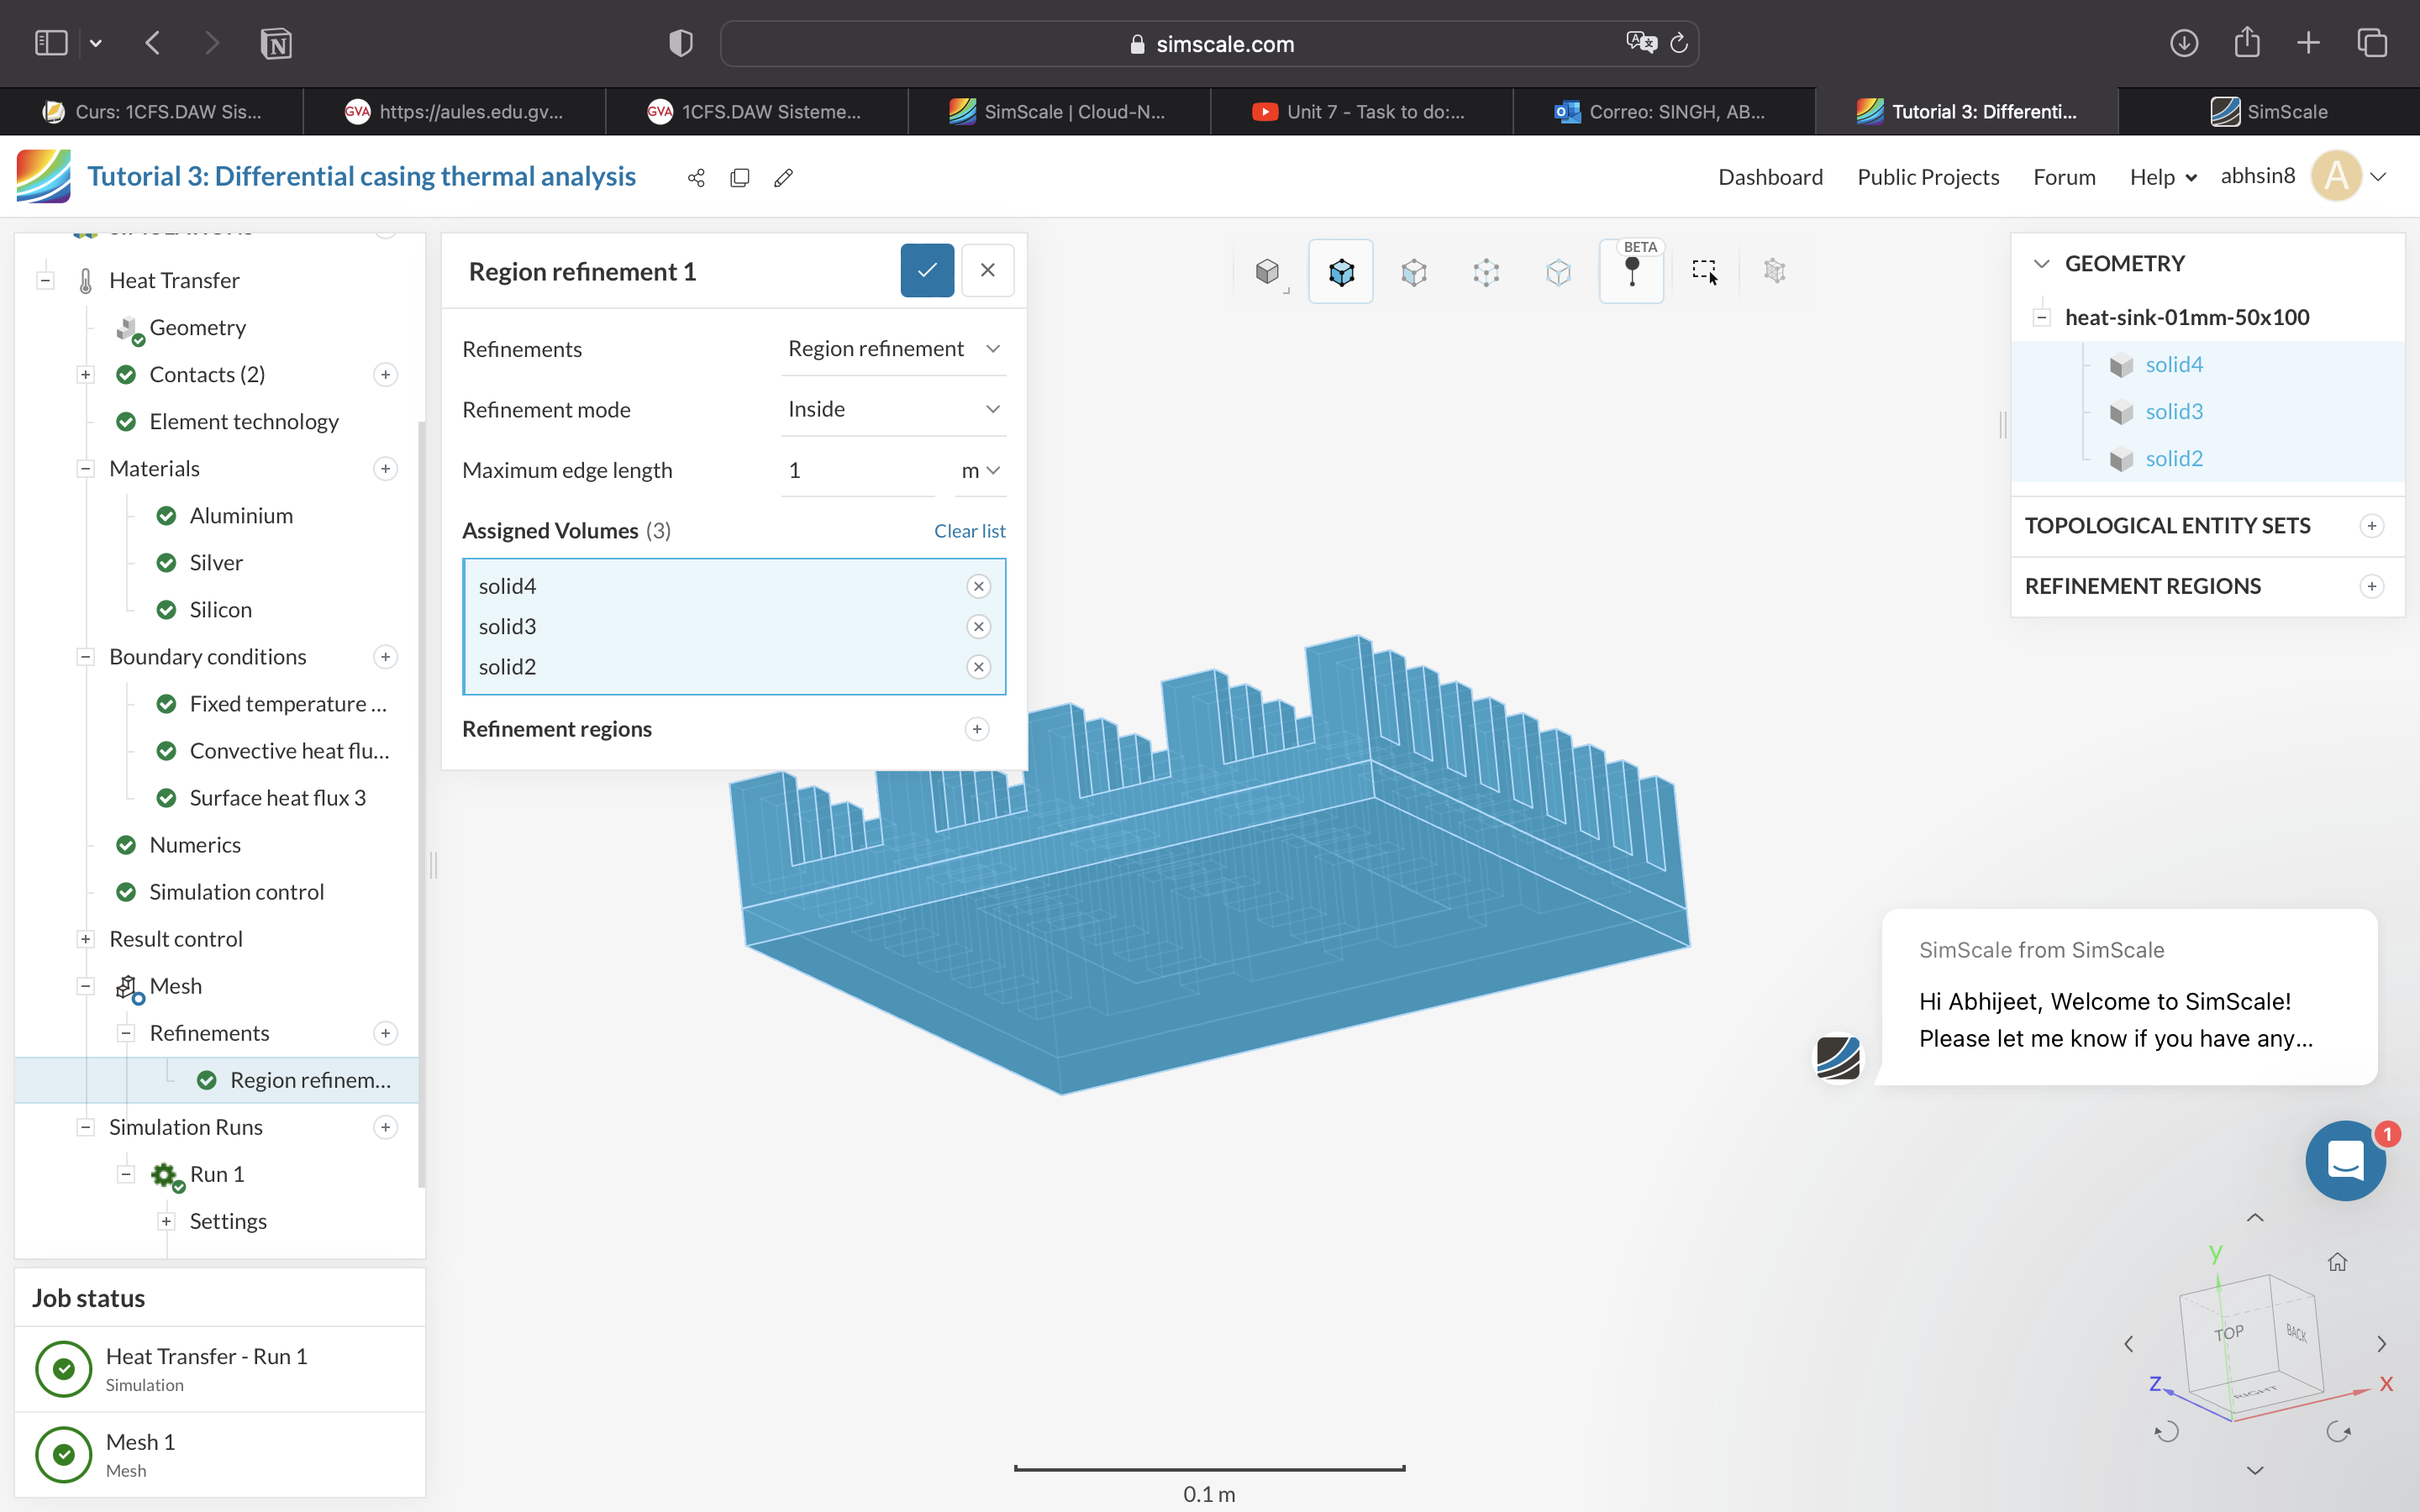 simscale.com
Curs: 1CFS.DAW Sis...
GVA https://aules.edu.gv...
GVA 1CFS.DAW Sisteme...
SimScale | Cloud-N...
Unit 7 - Task to do:...
Correo: SINGH, AB...
Tutorial 3: Differenti...
SimScale
Tutorial 3: Differential casing thermal analysis
Dashboard
Public Projects
Forum
Help
abhsin8
A
Heat Transfer
Geometry
Contacts (2)
Element technology
Materials
Aluminium
Silver
Silicon
Boundary conditions
Fixed temperature ...
Convective heat flu...
Surface heat flux 3
Numerics
Simulation control
Result control
Mesh
Refinements
Region refinem...
Simulation Runs
Run 1
Settings
Job status
Heat Transfer - Run 1
Simulation
Mesh 1
Mesh
Region refinement 1
Refinements Region refinement
Refinement mode Inside
Maximum edge length 1 m
Assigned Volumes (3) Clear list
solid4
solid3
solid2
Refinement regions
BETA
GEOMETRY
heat-sink-01mm-50x100
solid4
solid3
solid2
TOPOLOGICAL ENTITY SETS
REFINEMENT REGIONS
SimScale from SimScale
Hi Abhijeet, Welcome to SimScale!
Please let me know if you have any...
1
y
TOP
BACK
RIGHT
Z
X
0.1 m